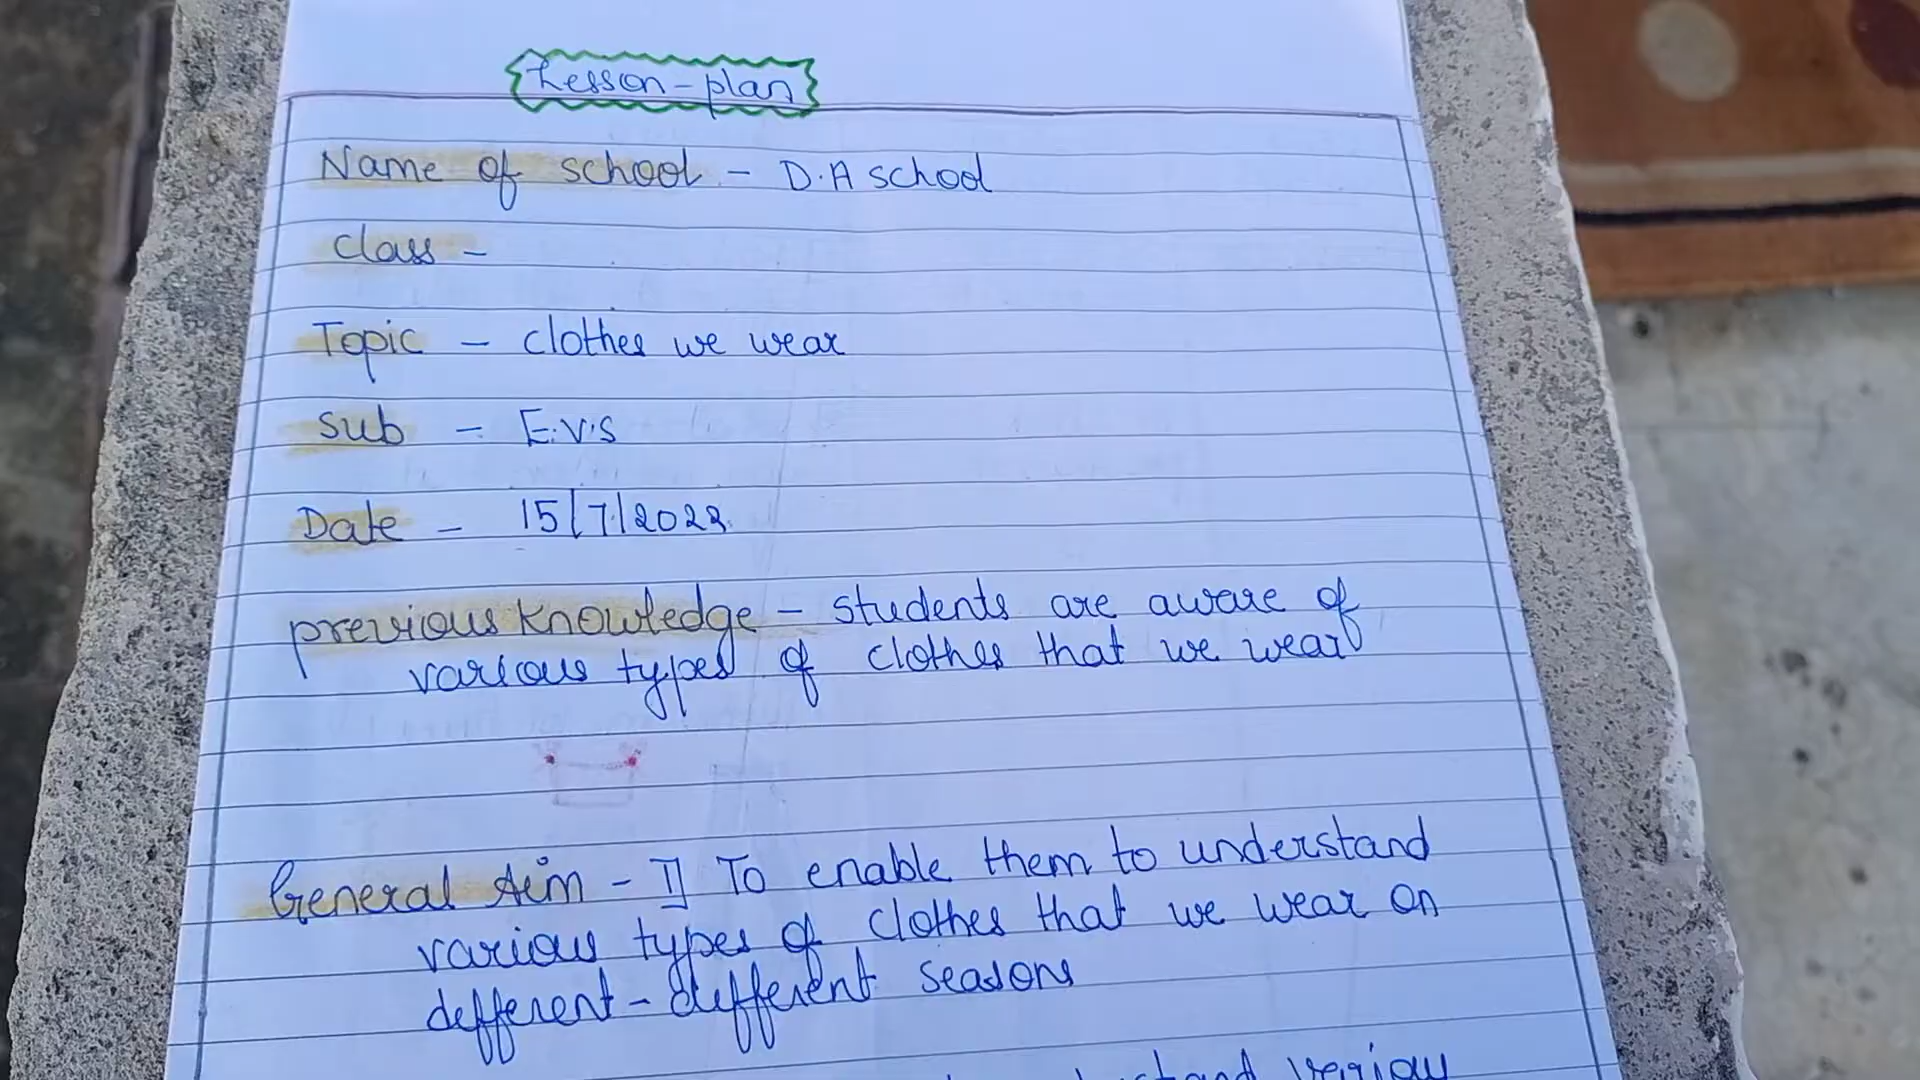 Lesson-plan
Name of school - D.A school
class -
Topic - clothes we wear
Sub - E.V.S
Date - 15/7/2022
previous knowledge - students are aware of
various types of clothes that we wear
General Aim - 1] To enable them to understand
various types of clothes that we wear on
different - different seasons